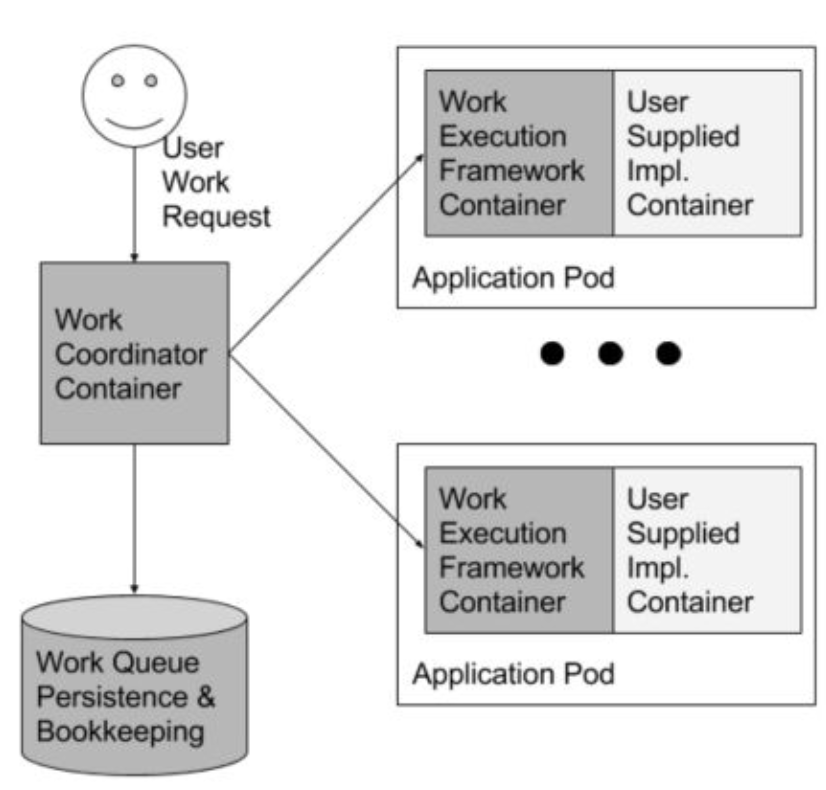 User
Work
Request
Work
Coordinator
Container
Work Queue
Persistence &
Bookkeeping
Work
Execution
Framework
Container
User
Supplied
Impl.
Container
Application Pod
Work
Execution
Framework
Container
User
Supplied
Impl.
Container
Application Pod